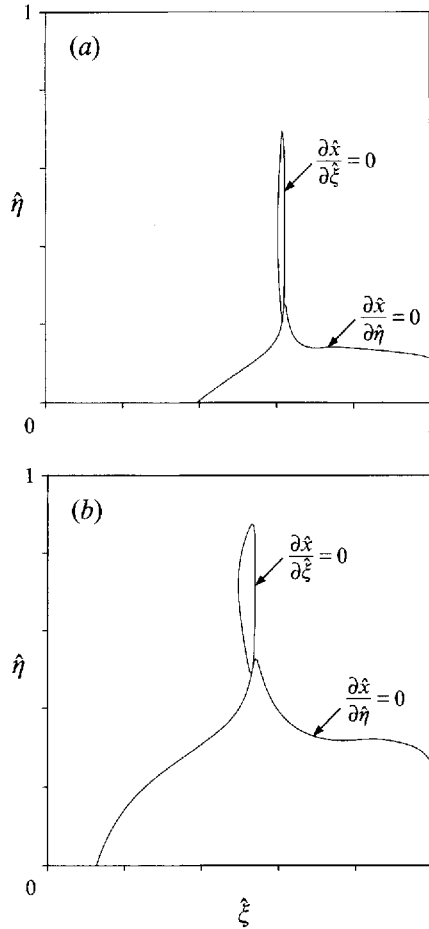 1
(a)
∂x̂/∂ξ̂ = 0
η̂
∂x̂/∂η̂ = 0
0
1
(b)
∂x̂/∂ξ̂ = 0
η̂
∂x̂/∂η̂ = 0
0
ξ̂